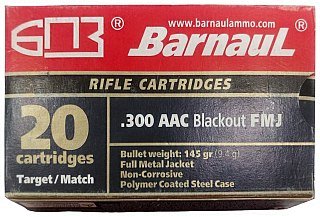 www.barnaulammo.com
БПЗ® BARNAUL®
RIFLE CARTRIDGES
20
cartridges
Target/Match
.300 AAC Blackout FMJ
Bullet weight: 145 gr (9.4 g)
Full Metal Jacket
Non-Corrosive
Polymer Coated Steel Case